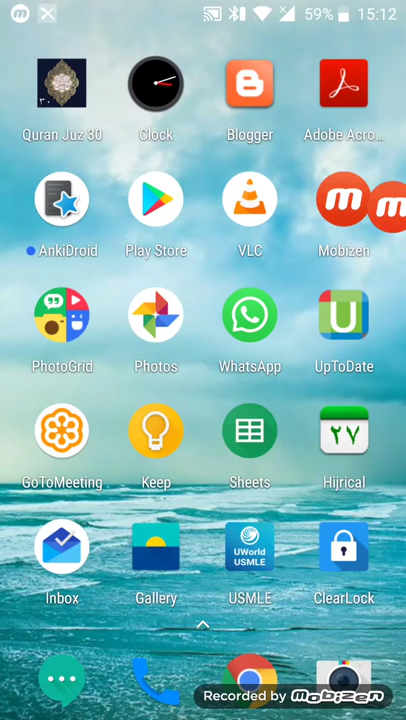 59% 15:12
٣٠
Quran Juz 30 Clock Blogger Adobe Acro...
AnkiDroid Play Store VLC Mobizen
PhotoGrid Photos WhatsApp UpToDate
٢٧
GoToMeeting Keep Sheets Hijrical
UWorld
USMLE
Inbox Gallery USMLE ClearLock
Recorded by Mobizen